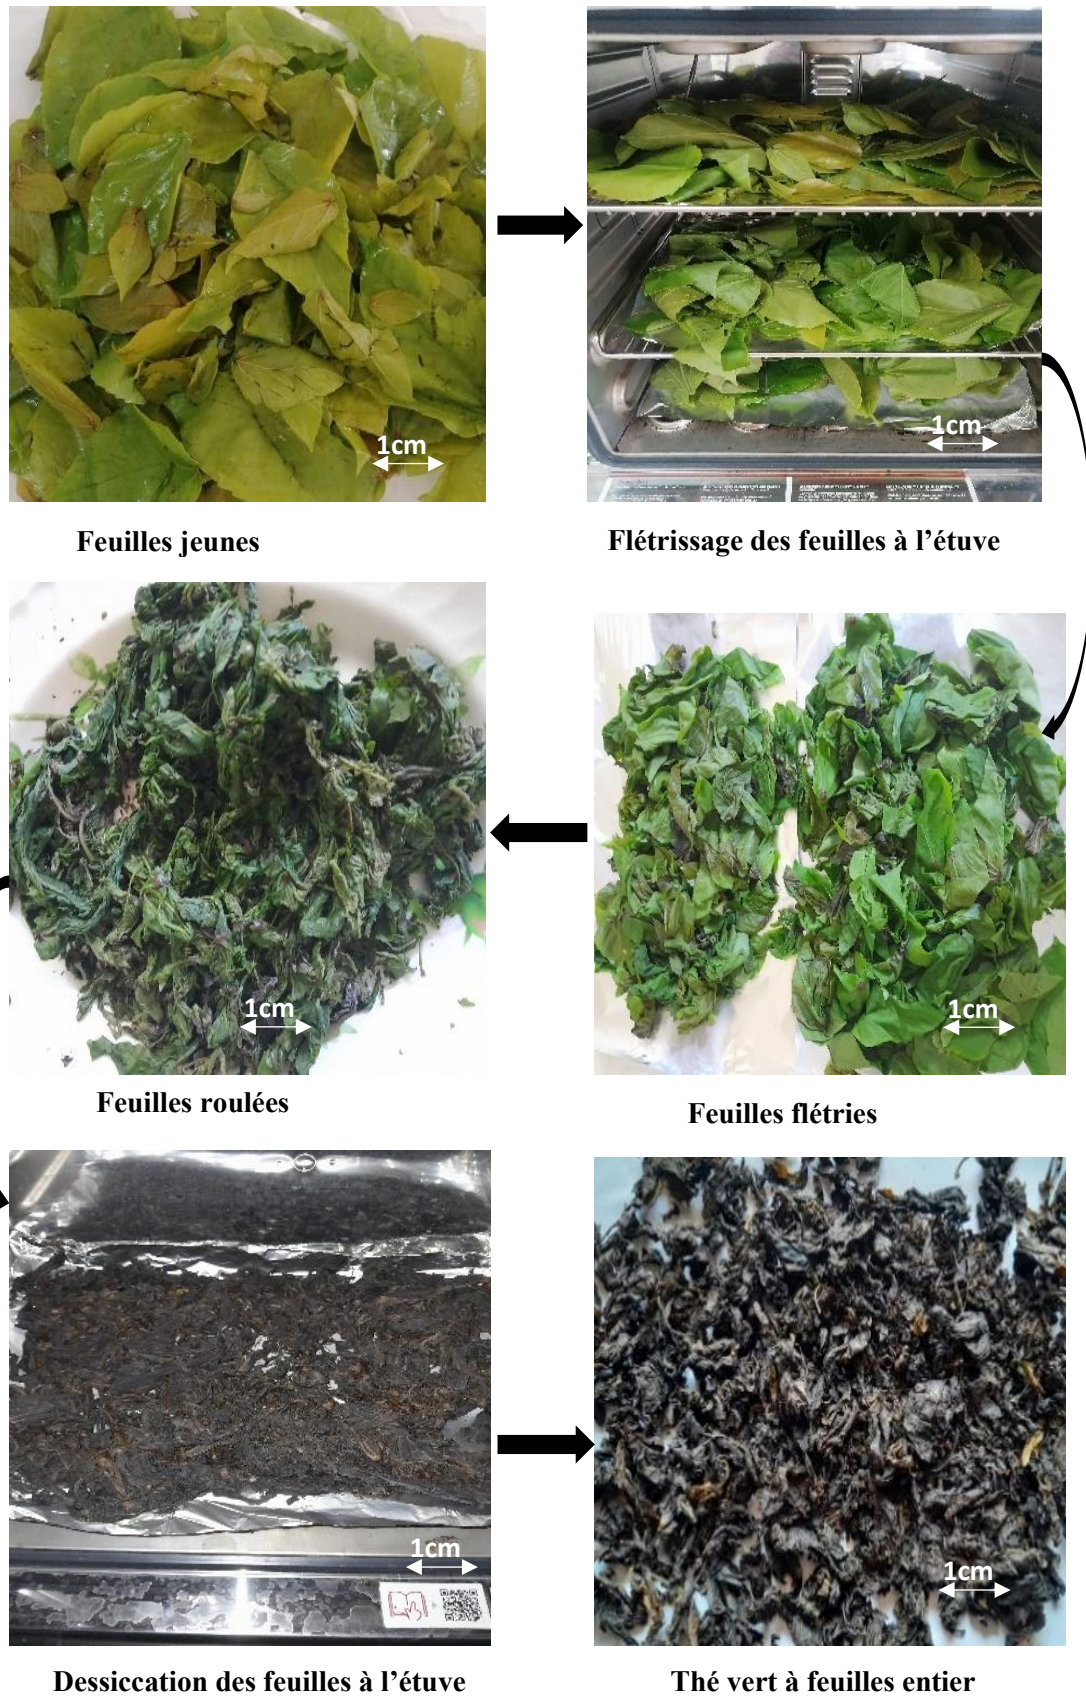 1cm
1cm
Feuilles jeunes
Flétrissage des feuilles à l’étuve
1cm
1cm
Feuilles roulées
Feuilles flétries
1cm
1cm
Dessiccation des feuilles à l’étuve
Thé vert à feuilles entier